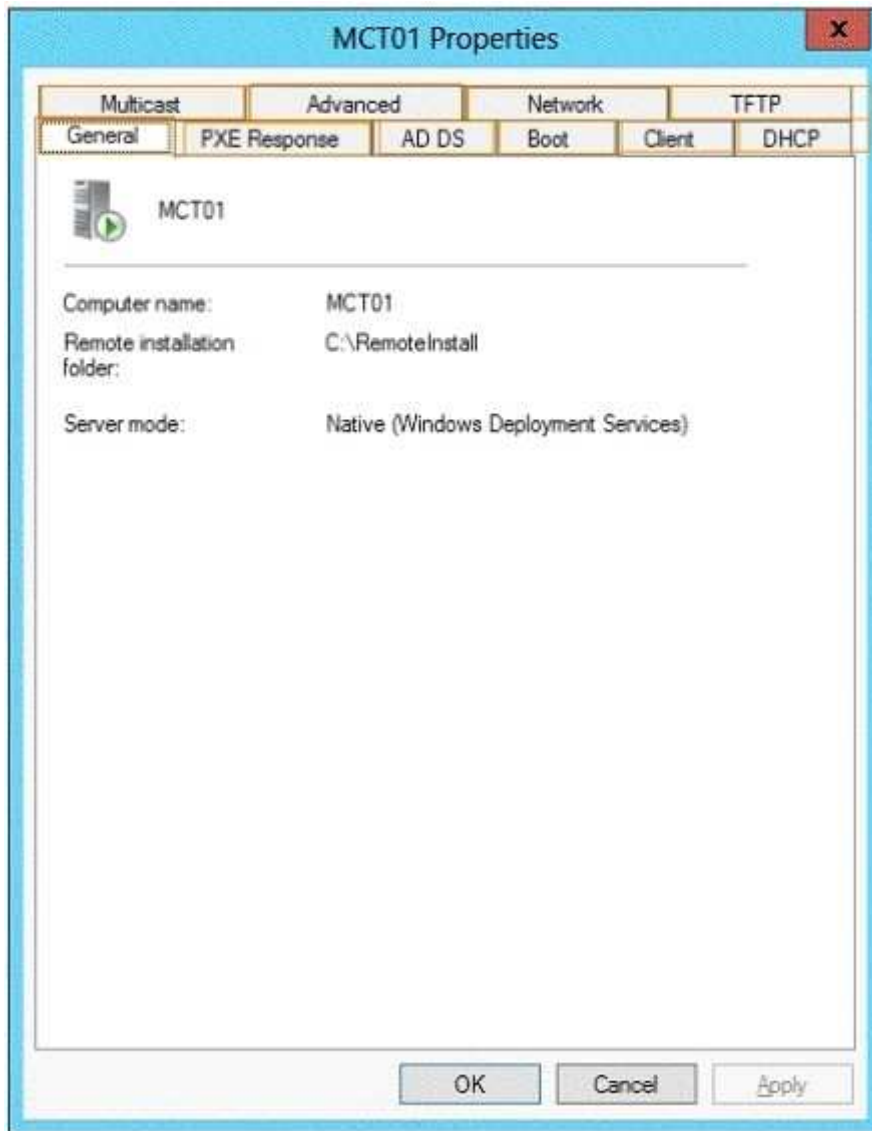 MCT01 Properties
x
Multicast Advanced Network TFTP
General PXE Response AD DS Boot Client DHCP
MCT01
Computer name: MCT01
Remote installation C:\RemoteInstall
folder:
Server mode: Native (Windows Deployment Services)
OK Cancel Apply